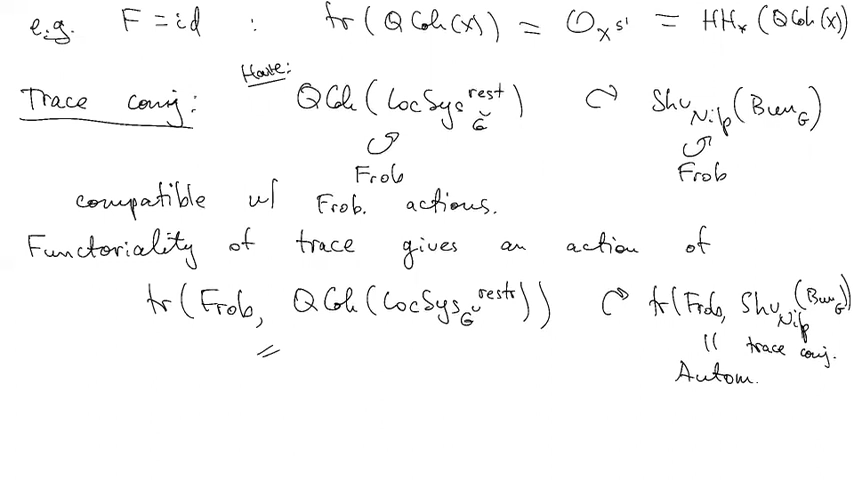 e.g. F = id : tr(QCoh(X)) = O_{X^{S^1}} = HH_*(QCoh(X))
Have:
Trace conj: QCoh(LocSys^{rest}_{Ğ}) ↷ Shv_{Nilp}(Bun_G)
Frob Frob
compatible w/ Frob. actions.
Functoriality of trace gives an action of
tr(Frob, QCoh(LocSys^{restr}_{Ğ})) ↷ tr(Frob, Shv_{Nilp}(Bun_G)
= || trace conj.
Autom.